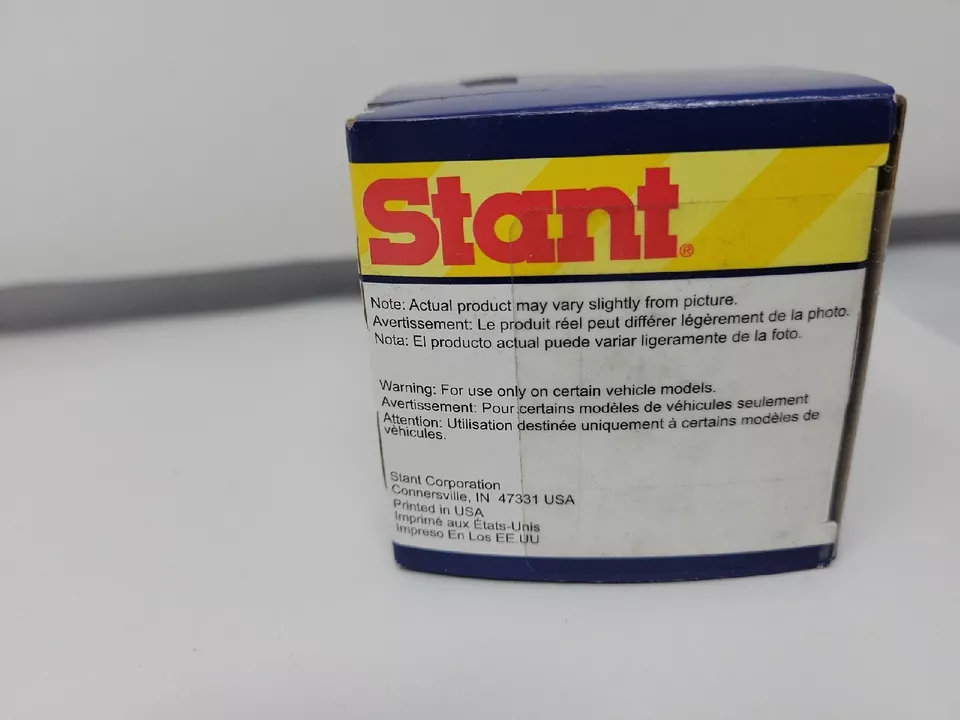 Stant®
Note: Actual product may vary slightly from picture.
Avertissement: Le produit réel peut différer légèrement de la photo.
Nota: El producto actual puede variar ligeramente de la foto.
Warning: For use only on certain vehicle models.
Avertissement: Pour certains modèles de véhicules seulement
Attention: Utilisation destinée uniquement à certains modèles de
véhicules.
Stant Corporation
Connersville, IN 47331 USA
Printed in USA
Imprimé aux États-Unis
Impreso En Los EE UU